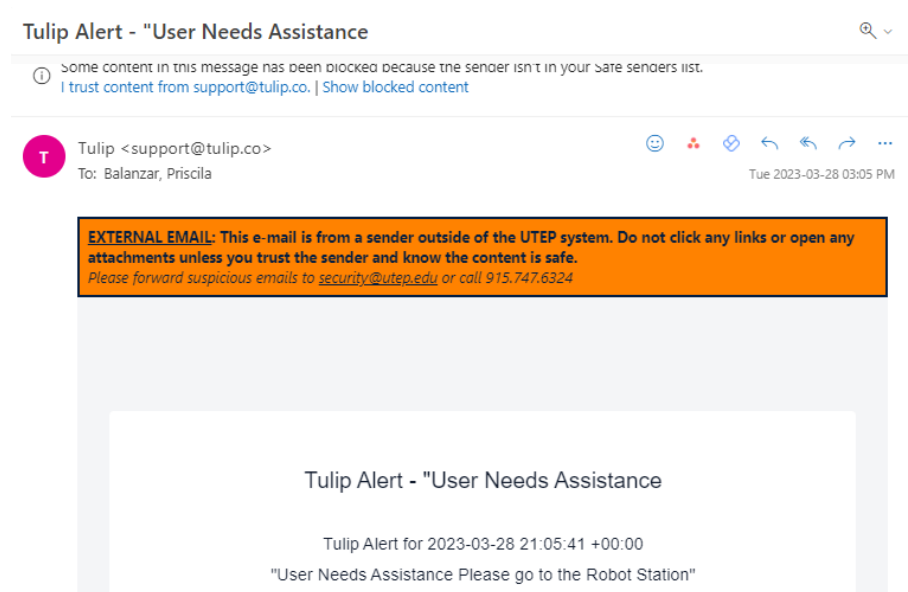 Tulip Alert - "User Needs Assistance
Some content in this message has been blocked because the sender isn't in your Safe senders list.
I trust content from support@tulip.co. | Show blocked content
T
Tulip <support@tulip.co>
To: Balanzar, Priscila
Tue 2023-03-28 03:05 PM
EXTERNAL EMAIL: This e-mail is from a sender outside of the UTEP system. Do not click any links or open any
attachments unless you trust the sender and know the content is safe.
Please forward suspicious emails to security@utep.edu or call 915.747.6324
Tulip Alert - "User Needs Assistance
Tulip Alert for 2023-03-28 21:05:41 +00:00
"User Needs Assistance Please go to the Robot Station"